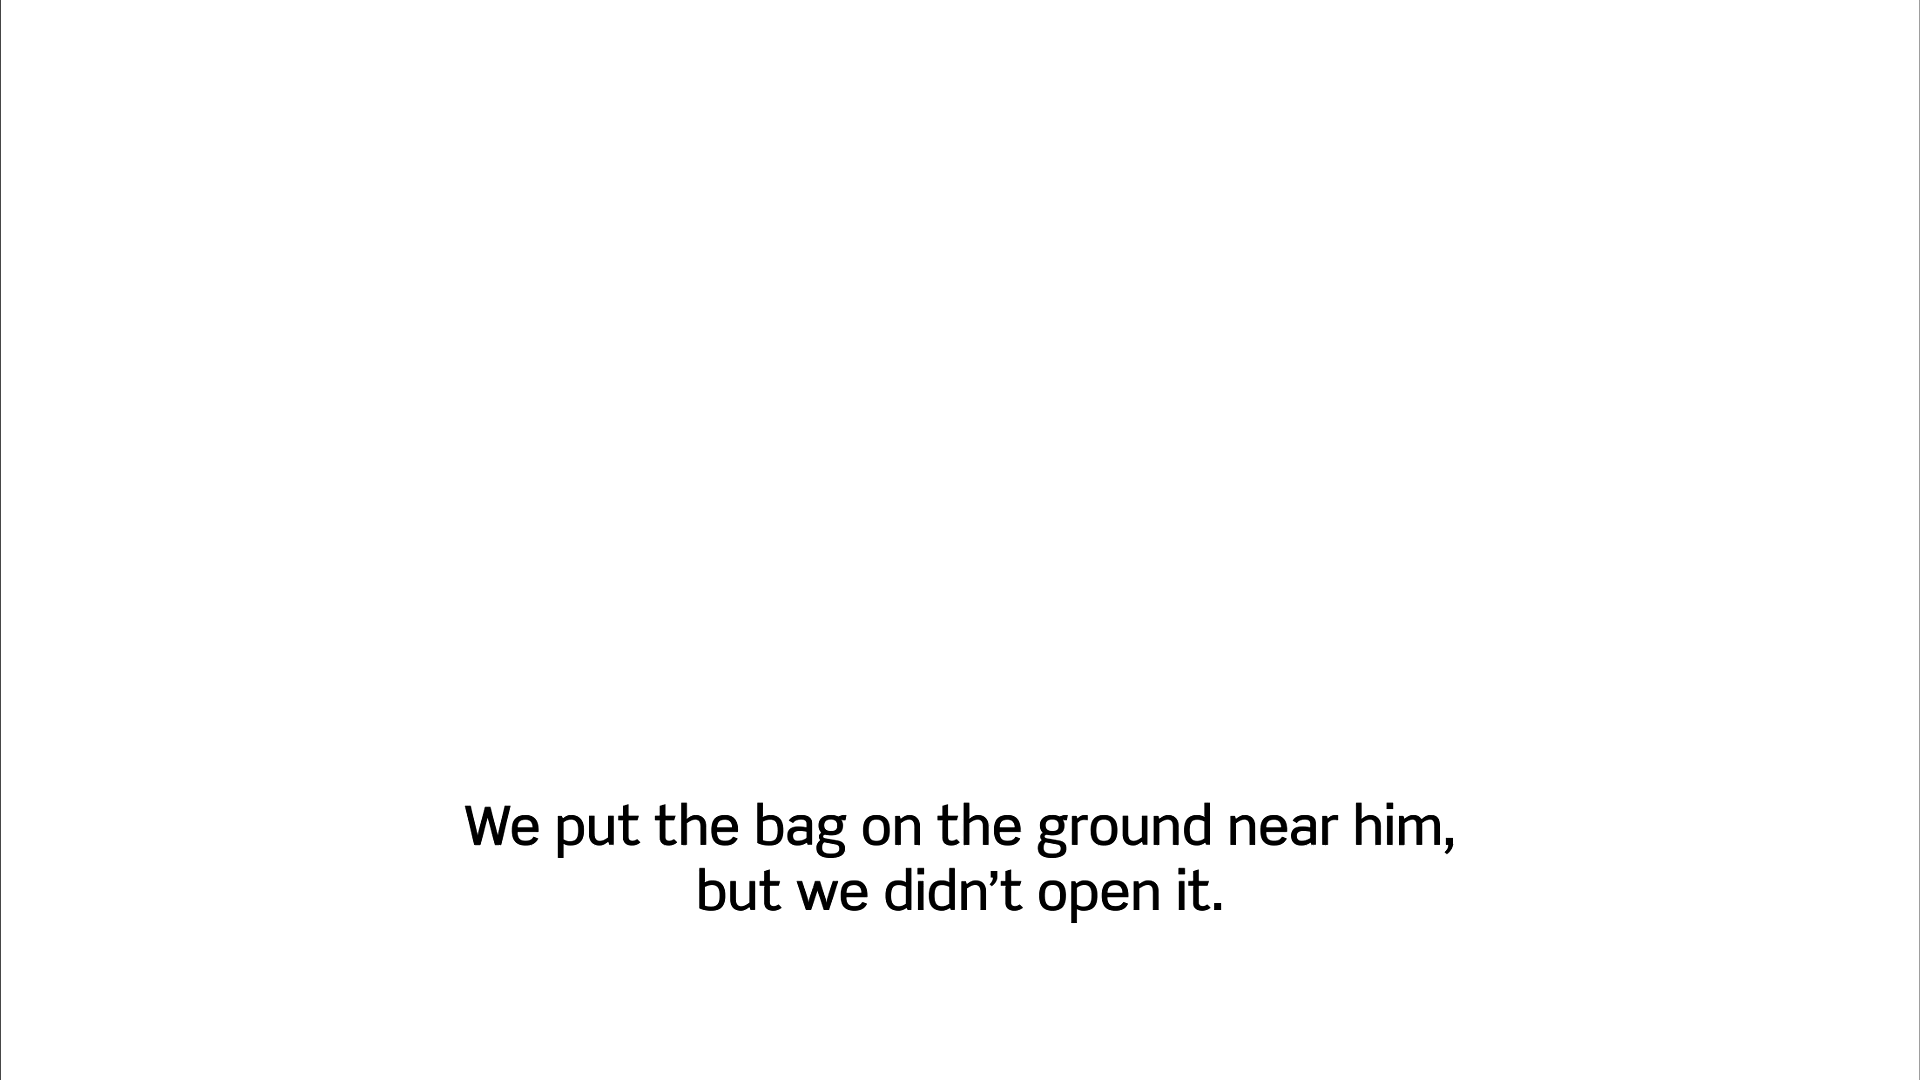 We put the bag on the ground near him,
but we didn’t open it.